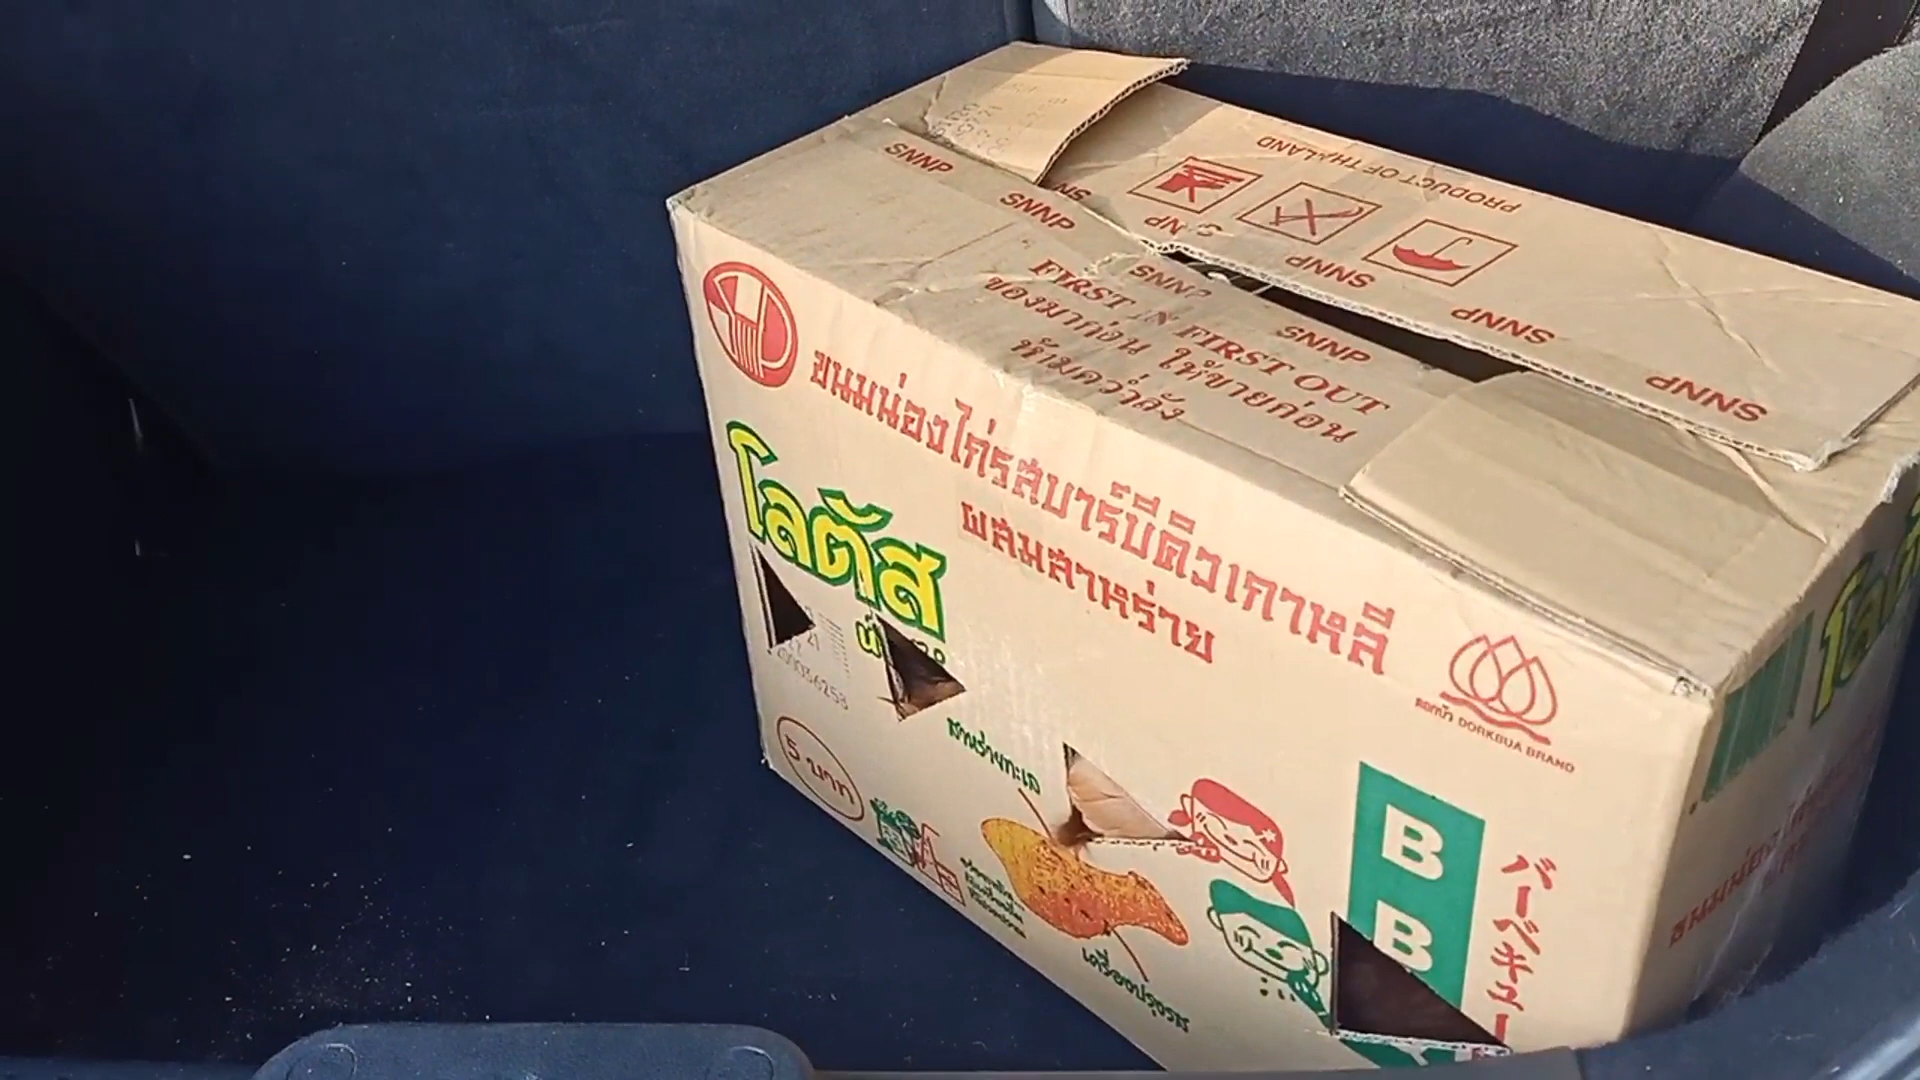 PRODUCT OF THAILAND
SNNP
SNNP
SNNP
SNNP
SNNP
SNNP
SNNP
FIRST IN FIRST OUT
ของมาก่อน ให้ขายก่อน
ห้ามคว่ำลัง
ขนมน่องไก่รสบาร์บีคิวเกาหลี
ผสมสาหร่าย
โลตัส
5 บาท
สาหร่ายทะเล
เครื่องปรุงรส
ดอกบัว DORKBUA BRAND
B
B
バーベキュー